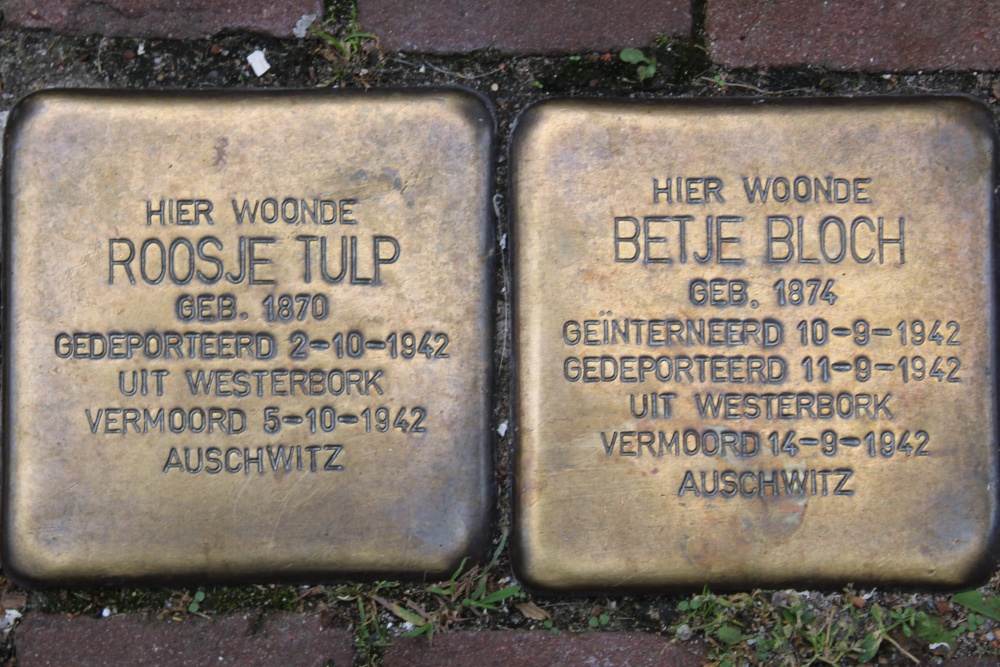 HIER WOONDE
ROOSJE TULP
GEB. 1870
GEDEPORTEERD 2-10-1942
UIT WESTERBORK
VERMOORD 5-10-1942
AUSCHWITZ
HIER WOONDE
BETJE BLOCH
GEB. 1874
GEÏNTERNEERD 10-9-1942
GEDEPORTEERD 11-9-1942
UIT WESTERBORK
VERMOORD 14-9-1942
AUSCHWITZ